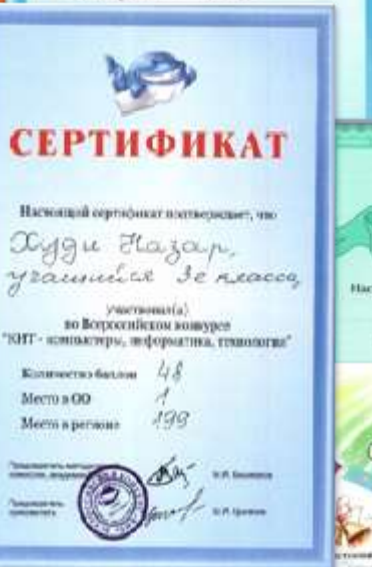 СЕРТИФИКАТ
Настоящий сертификат подтверждает, что
Худи Назар,
учащийся 3е класса,
участвовал(а)
во Всероссийском конкурсе
"КИТ - компьютеры, информатика, технологии"
Количество баллов 48
Место в ОО 1
Место в регионе 199
Председатель